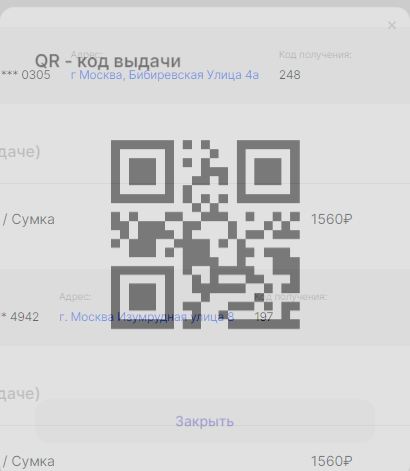 ×
Адрес:
Код получения:
QR - код выдачи
*** 0305 г Москва, Бибиревская Улица 4а 248
даче)
/ Сумка 1560₽
Адрес:
Код получения:
* 4942 г. Москва Изумрудная улица 8 197
даче)
Закрыть
/ Сумка 1560₽